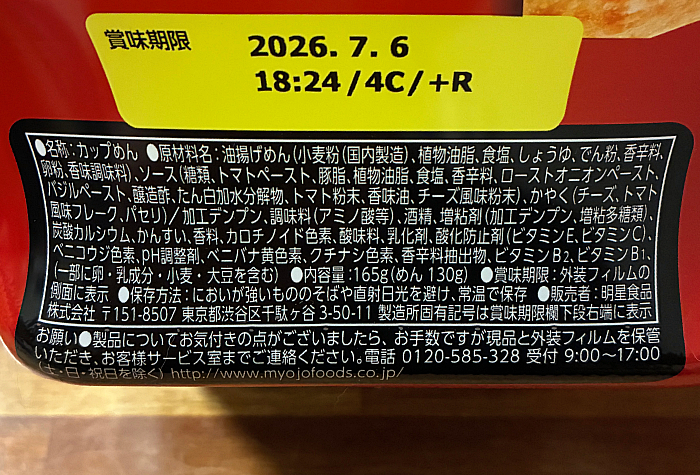 賞味期限 2026. 7. 6
18:24/4C/+R
●名称：カップめん ●原材料名：油揚げめん(小麦粉(国内製造)、植物油脂、食塩、しょうゆ、でん粉、香辛料、
卵粉、香味調味料)、ソース(糖類、トマトペースト、豚脂、植物油脂、食塩、香辛料、ローストオニオンペースト、
バジルペースト、醸造酢、たん白加水分解物、トマト粉末、香味油、チーズ風味粉末)、かやく(チーズ、トマト
風味フレーク、パセリ)/加工デンプン、調味料(アミノ酸等)、酒精、増粘剤(加工デンプン、増粘多糖類)、
炭酸カルシウム、かんすい、香料、カロチノイド色素、酸味料、乳化剤、酸化防止剤(ビタミンE、ビタミンC)、
ベニコウジ色素、pH調整剤、ベニバナ黄色素、クチナシ色素、香辛料抽出物、ビタミンB2、ビタミンB1、
(一部に卵・乳成分・小麦・大豆を含む) ●内容量：165g(めん 130g) ●賞味期限：外装フィルムの
側面に表示 ●保存方法：においが強いもののそばや直射日光を避け、常温で保存 ●販売者：明星食品
株式会社 〒151-8507 東京都渋谷区千駄ヶ谷 3-50-11 製造所固有記号は賞味期限欄下段右端に表示
お願い●製品についてお気付きの点がございましたら、お手数ですが現品と外装フィルムを保管
いただき、お客様サービス室までご連絡ください。電話 0120-585-328 受付 9:00〜17:00
(土・日・祝日を除く) http://www.myojofoods.co.jp/